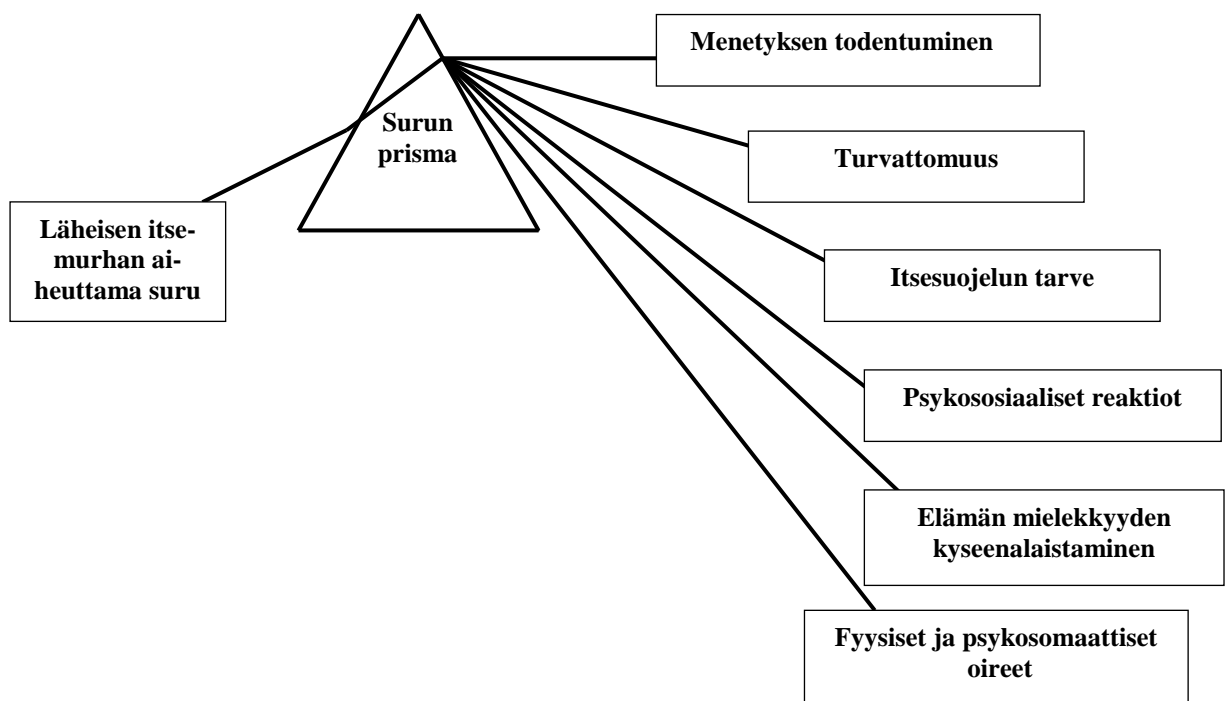 Menetyksen todentuminen
Surun
prisma
Turvattomuus
Läheisen itse-
murhan ai-
heuttama suru
Itsesuojelun tarve
Psykososiaaliset reaktiot
Elämän mielekkyyden
kyseenalaistaminen
Fyysiset ja psykosomaattiset
oireet